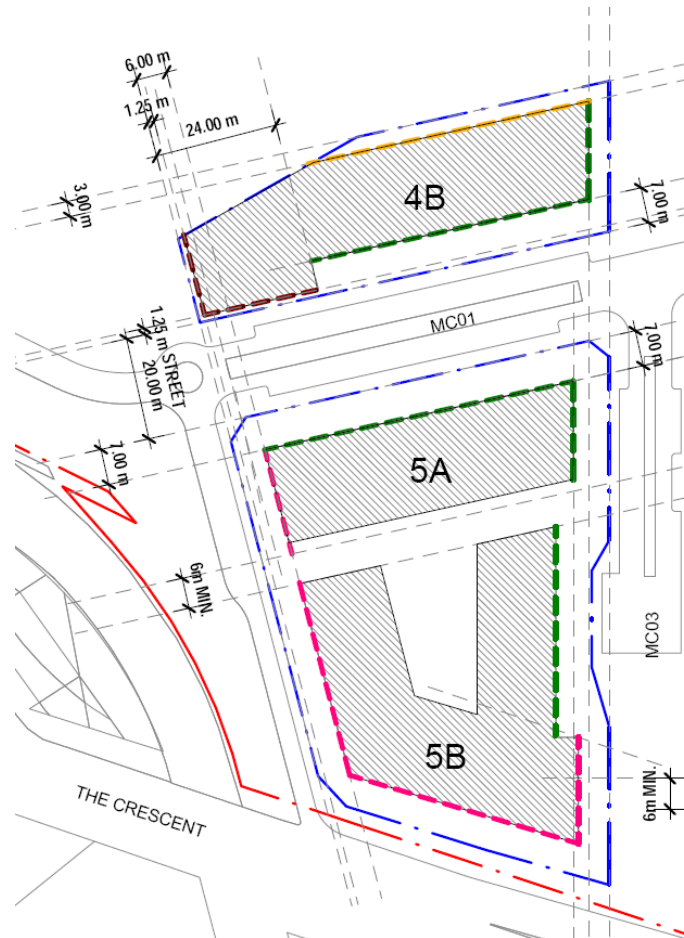 6.00 m
1.25 m
24.00 m
3.00 m
4B
7.00 m
MC01
1.25 m
STREET
20.00 m
7.00 m
7.00 m
5A
6m MIN.
MC03
5B
6m MIN.
THE CRESCENT